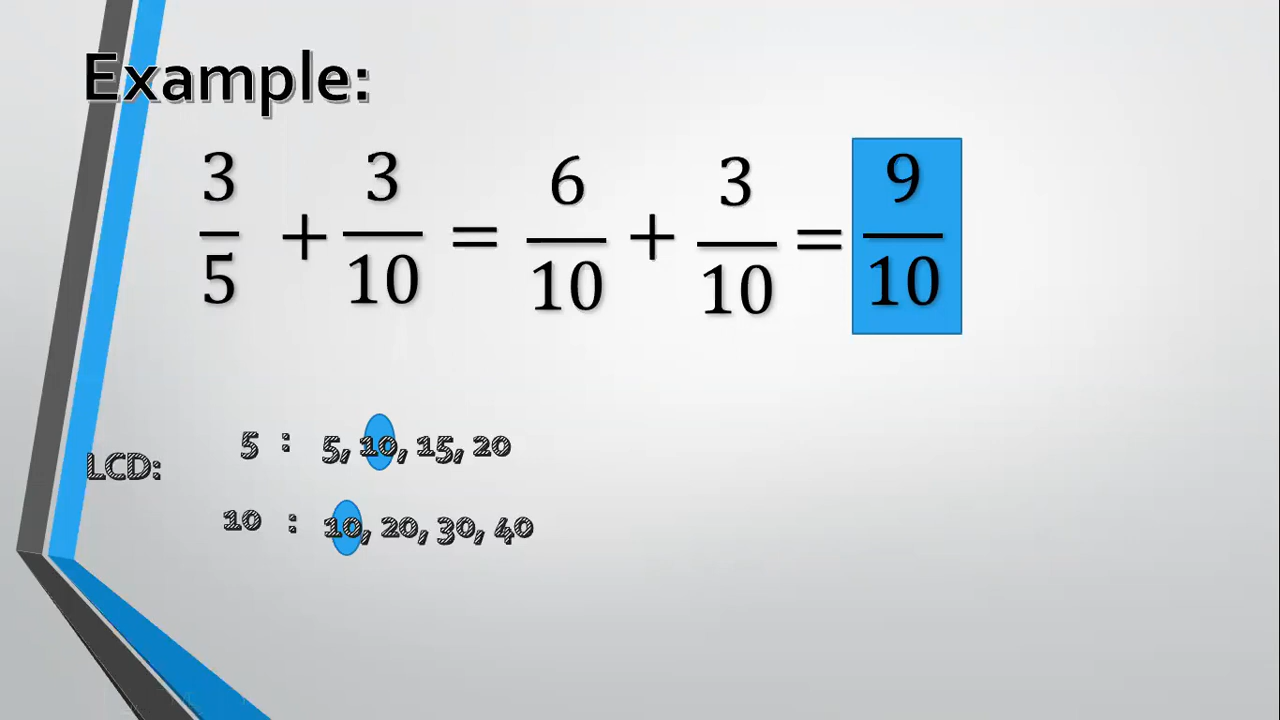 Example:
3/5 + 3/10 = 6/10 + 3/10 = 9/10
5 : 5, 10, 15, 20
LCD:
10 : 10, 20, 30, 40